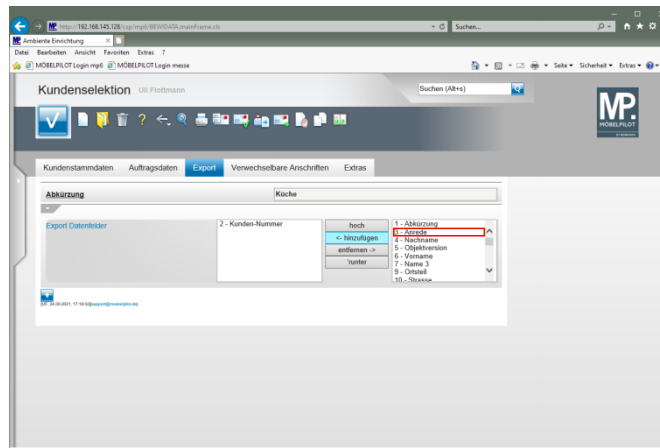 http://192.168.145.128/csp/mp6/BEWIDATA.mainFrame.cls
Suchen...
Ambiente Einrichtung
Datei Bearbeiten Ansicht Favoriten Extras ?
MÖBELPILOT Login mp6 MÖBELPILOT Login messe
Seite Sicherheit Extras
Kundenselektion Uli Flottmann
Suchen (Alt+s)
MP.
MÖBELPILOT
Kundenstammdaten Auftragsdaten Export Verwechselbare Anschriften Extras
Abkürzung Küche
Export Datenfelder
2 - Kunden-Nummer
hoch
<- hinzufügen
entfernen ->
'runter
1 - Abkürzung
3 - Anrede
4 - Nachname
5 - Objektversion
6 - Vorname
7 - Name 3
9 - Ortsteil
10 - Strasse